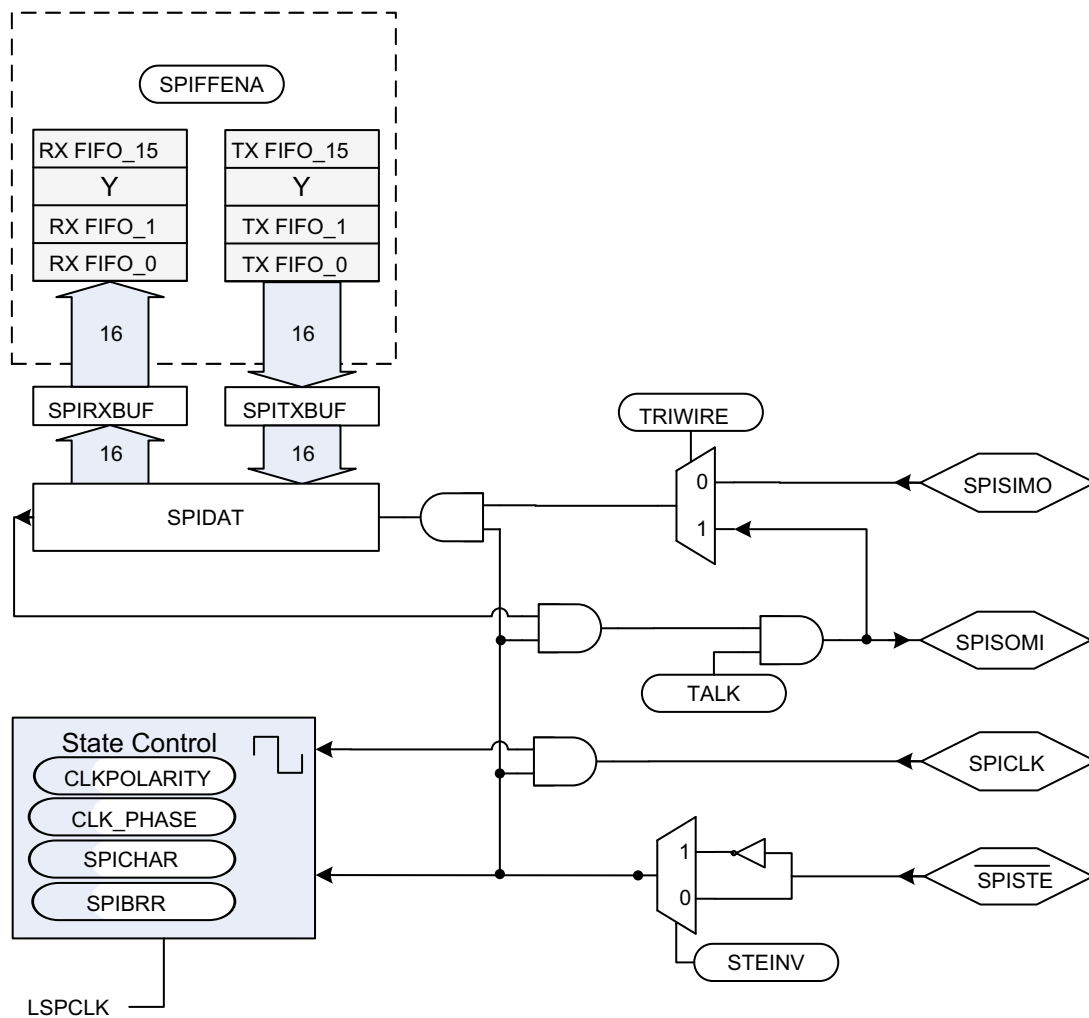 SPIFFENA
RX FIFO_15
TX FIFO_15
Y
Y
RX FIFO_1
TX FIFO_1
RX FIFO_0
TX FIFO_0
16
16
SPIRXBUF
SPITXBUF
TRIWIRE
16
16
0
SPISIMO
SPIDAT
1
SPISOMI
TALK
State Control
CLKPOLARITY
SPICLK
CLK_PHASE
SPICHAR
1
SPISTE
0
SPIBRR
STEINV
LSPCLK